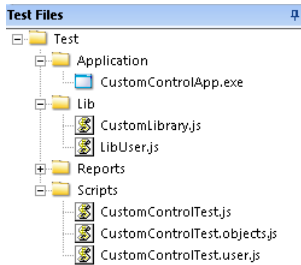 Test Files
Test
Application
CustomControlApp.exe
Lib
CustomLibrary.js
LibUser.js
Reports
Scripts
CustomControlTest.js
CustomControlTest.objects.js
CustomControlTest.user.js